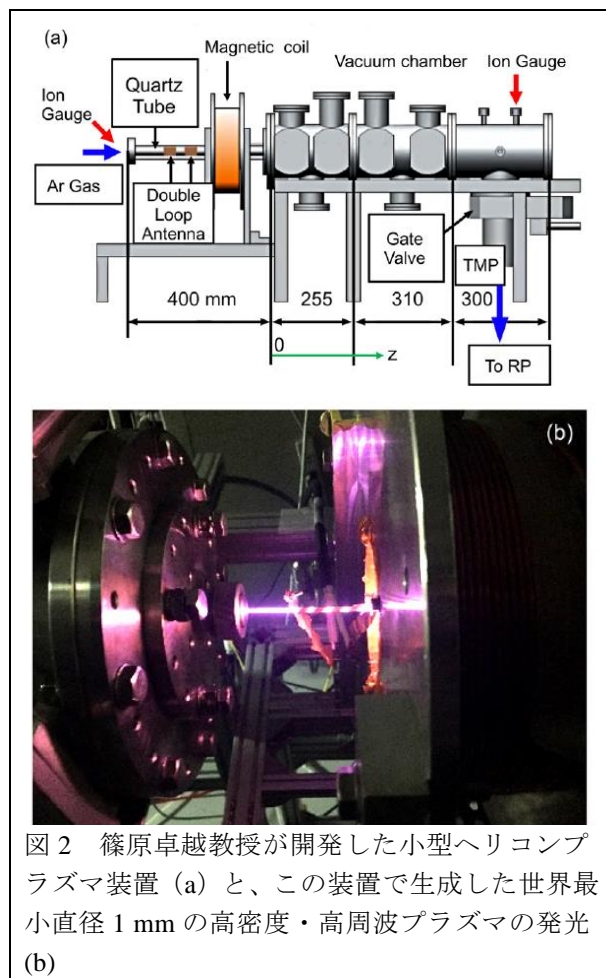 (a)
Magnetic coil
Vacuum chamber
Ion Gauge
Quartz
Tube
Ion
Gauge
Ar Gas
Double
Loop
Antenna
Gate
Valve
TMP
400 mm
255
310
300
0
z
To RP
(b)
図 2　篠原卓越教授が開発した小型ヘリコンプ
ラズマ装置（a）と、この装置で生成した世界最
小直径 1 mm の高密度・高周波プラズマの発光
(b)